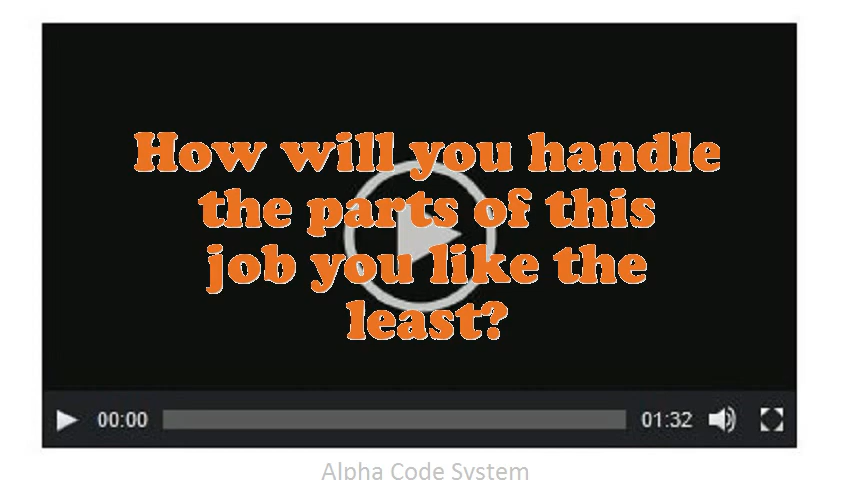 How will you handle
the parts of this
job you like the
least?
00:00
01:32
Alpha Code System